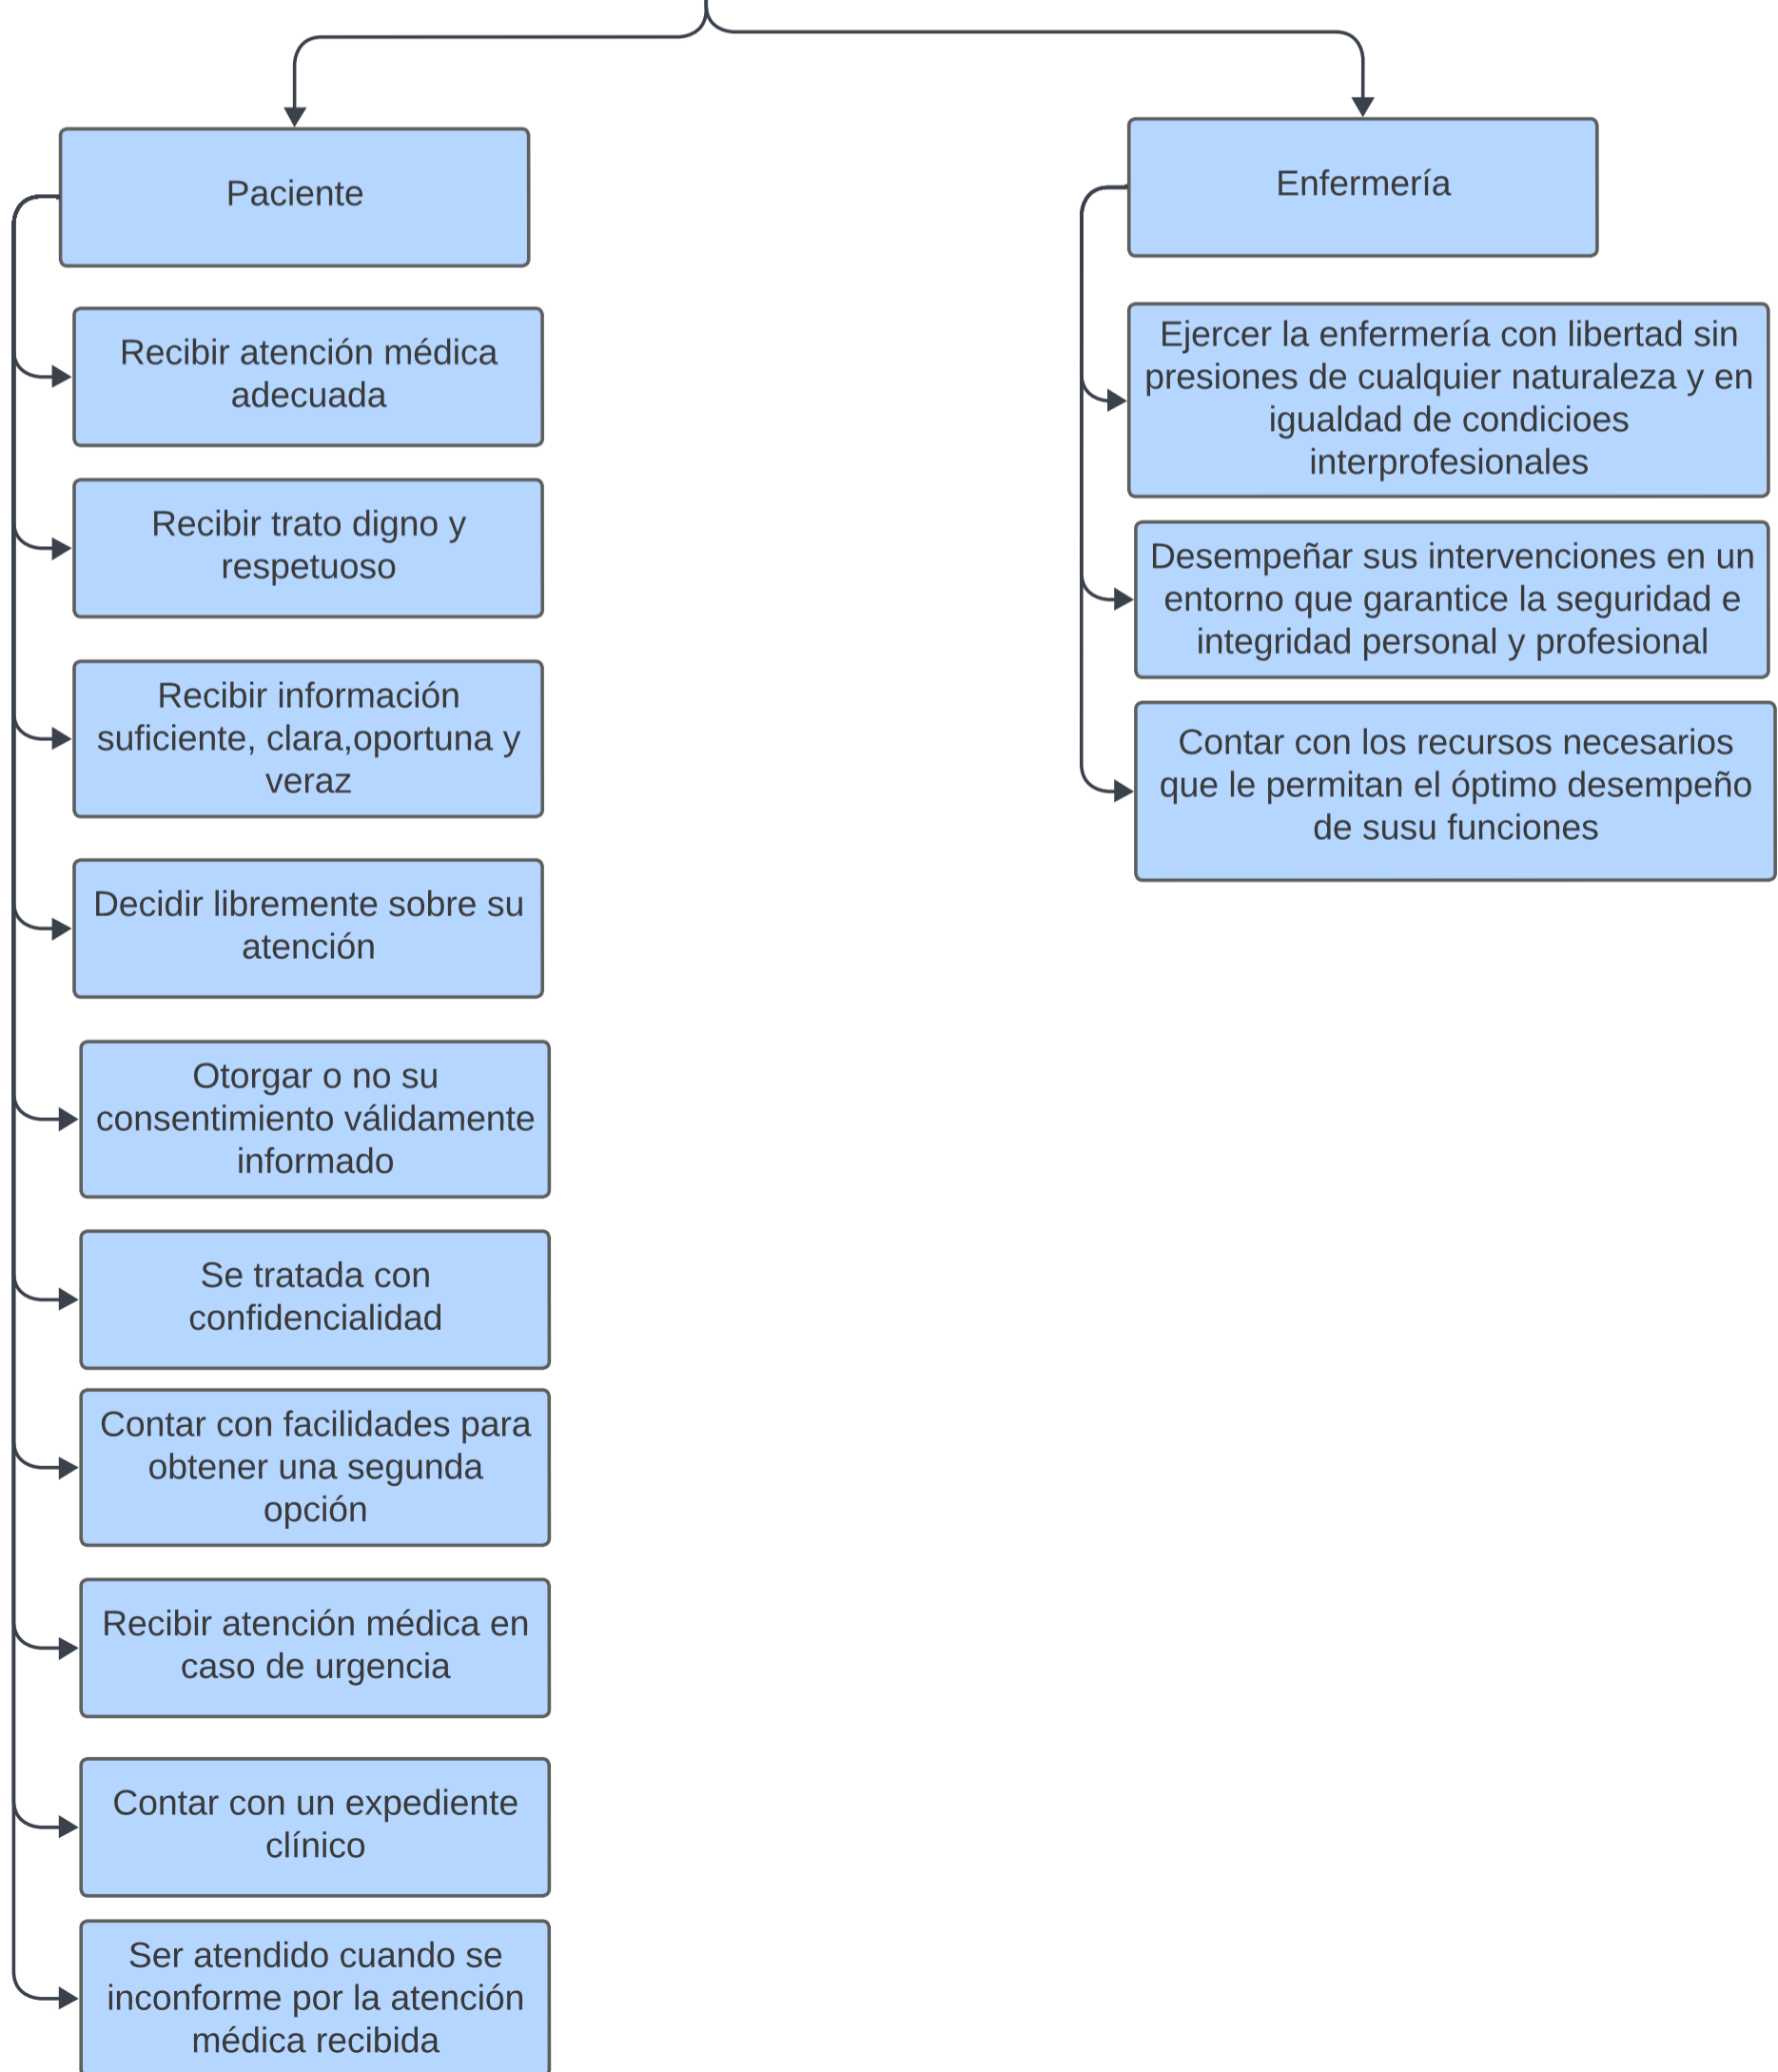 Paciente
Recibir atención médica
adecuada
Recibir trato digno y
respetuoso
Recibir información
suficiente, clara,oportuna y
veraz
Decidir libremente sobre su
atención
Otorgar o no su
consentimiento válidamente
informado
Se tratada con
confidencialidad
Contar con facilidades para
obtener una segunda
opción
Recibir atención médica en
caso de urgencia
Contar con un expediente
clínico
Ser atendido cuando se
inconforme por la atención
médica recibida
Enfermería
Ejercer la enfermería con libertad sin
presiones de cualquier naturaleza y en
igualdad de condicioes
interprofesionales
Desempeñar sus intervenciones en un
entorno que garantice la seguridad e
integridad personal y profesional
Contar con los recursos necesarios
que le permitan el óptimo desempeño
de susu funciones